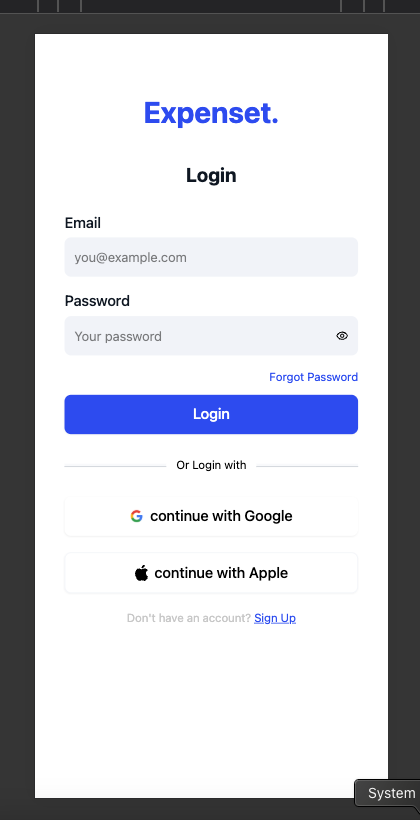 Expenset.
Login
Email
you@example.com
Password
Your password
Forgot Password
Login
Or Login with
continue with Google
continue with Apple
Don't have an account? Sign Up
System